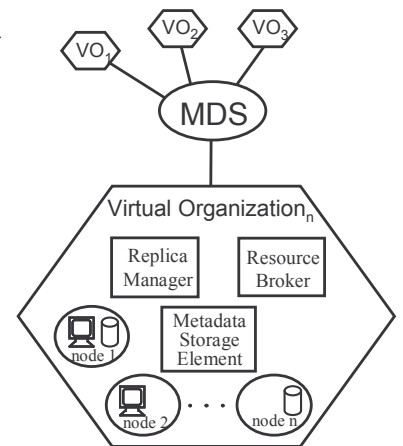 VO1 VO2 VO3
MDS
Virtual Organizationn
Replica
Manager
Resource
Broker
Metadata
Storage
Element
node 1
node 2 . . . node n